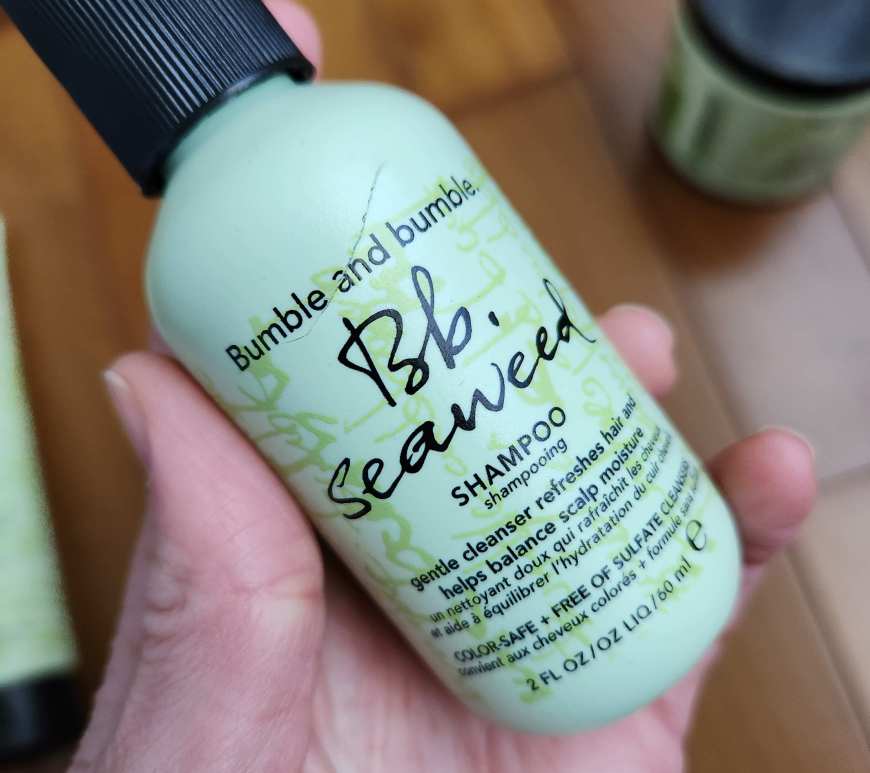 Bumble and bumble.
Bb.
Seaweed
SHAMPOO
shampooing
gentle cleanser refreshes hair and
helps balance scalp moisture
un nettoyant doux qui rafraîchit les cheveux
et aide à équilibrer l'hydratation du cuir chevelu
COLOR-SAFE + FREE OF SULFATE CLEANSERS
convient aux cheveux colorés + formule sans
2 FL OZ/OZ LIQ./60 ml ℮